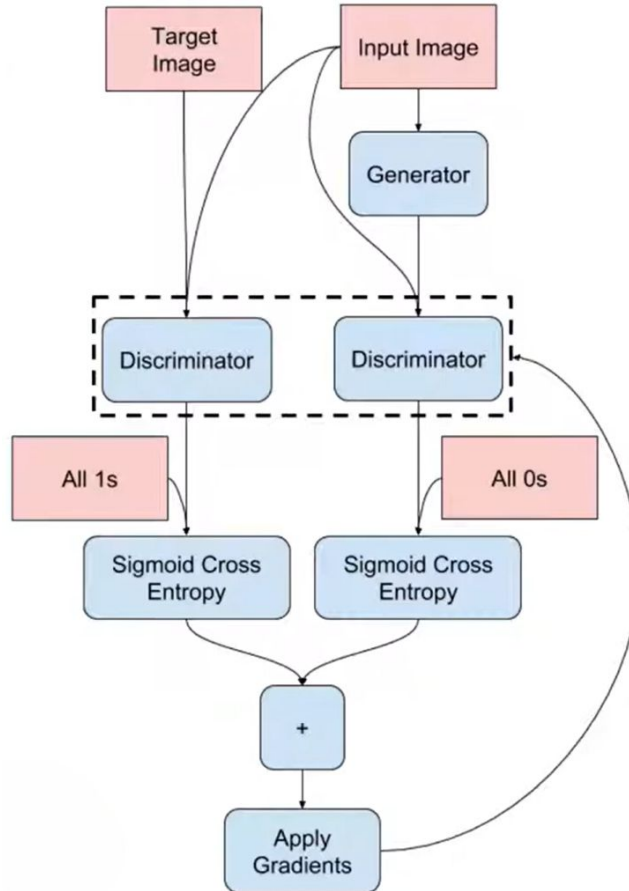 Target
Image
Input Image
Generator
Discriminator
Discriminator
All 1s
All 0s
Sigmoid Cross
Entropy
Sigmoid Cross
Entropy
+
Apply
Gradients